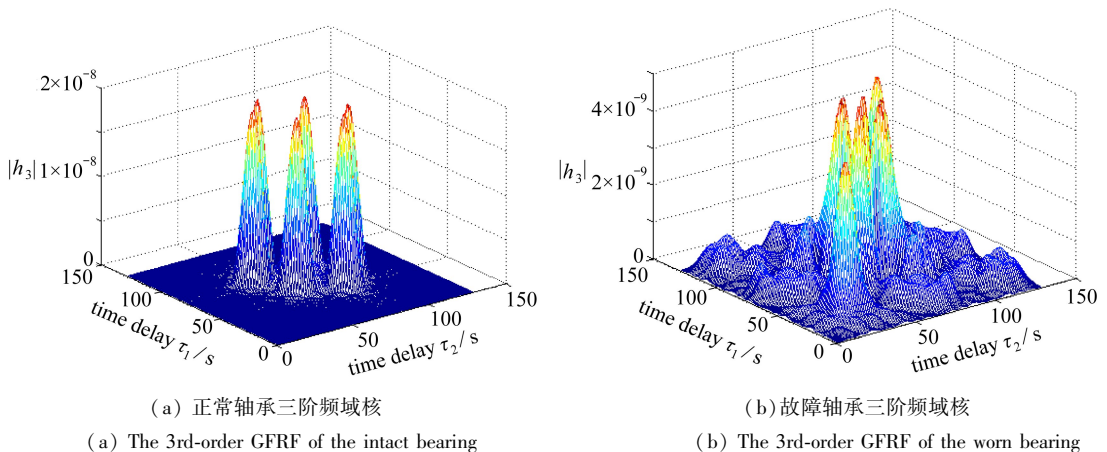 2×10⁻⁸
|h₃| 1×10⁻⁸
0
150
100
50
0
time delay τ₁/s
0
50
100
150
time delay τ₂/s
4×10⁻⁹
|h₃|
2×10⁻⁹
0
150
100
50
0
time delay τ₁/s
0
50
100
150
time delay τ₂/s
(a) 正常轴承三阶频域核
(a) The 3rd-order GFRF of the intact bearing
(b)故障轴承三阶频域核
(b) The 3rd-order GFRF of the worn bearing